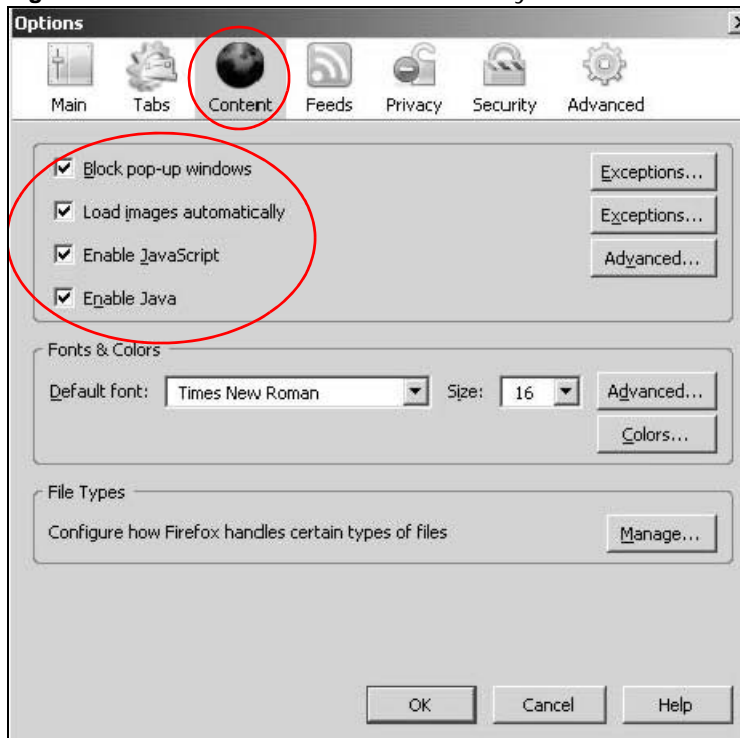 Options
Main Tabs Content Feeds Privacy Security Advanced
Block pop-up windows Exceptions...
Load images automatically Exceptions...
Enable JavaScript Advanced...
Enable Java
Fonts & Colors
Default font: Times New Roman Size: 16 Advanced...
Colors...
File Types
Configure how Firefox handles certain types of files Manage...
OK Cancel Help